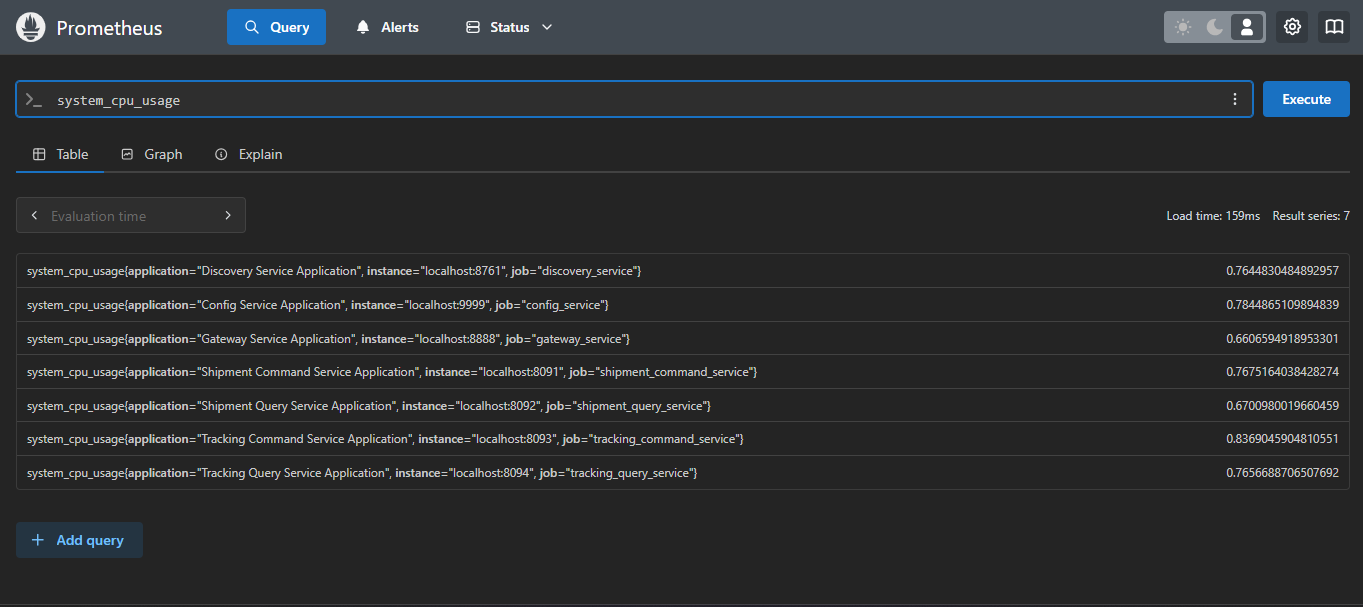 Prometheus Query Alerts Status
system_cpu_usage Execute
Table Graph Explain
Evaluation time Load time: 159ms Result series: 7
system_cpu_usage{application="Discovery Service Application", instance="localhost:8761", job="discovery_service"} 0.7644830484892957
system_cpu_usage{application="Config Service Application", instance="localhost:9999", job="config_service"} 0.7844865109894839
system_cpu_usage{application="Gateway Service Application", instance="localhost:8888", job="gateway_service"} 0.6606594918953301
system_cpu_usage{application="Shipment Command Service Application", instance="localhost:8091", job="shipment_command_service"} 0.7675164038428274
system_cpu_usage{application="Shipment Query Service Application", instance="localhost:8092", job="shipment_query_service"} 0.6700980019660459
system_cpu_usage{application="Tracking Command Service Application", instance="localhost:8093", job="tracking_command_service"} 0.8369045904810551
system_cpu_usage{application="Tracking Query Service Application", instance="localhost:8094", job="tracking_query_service"} 0.7656688706507692
Add query